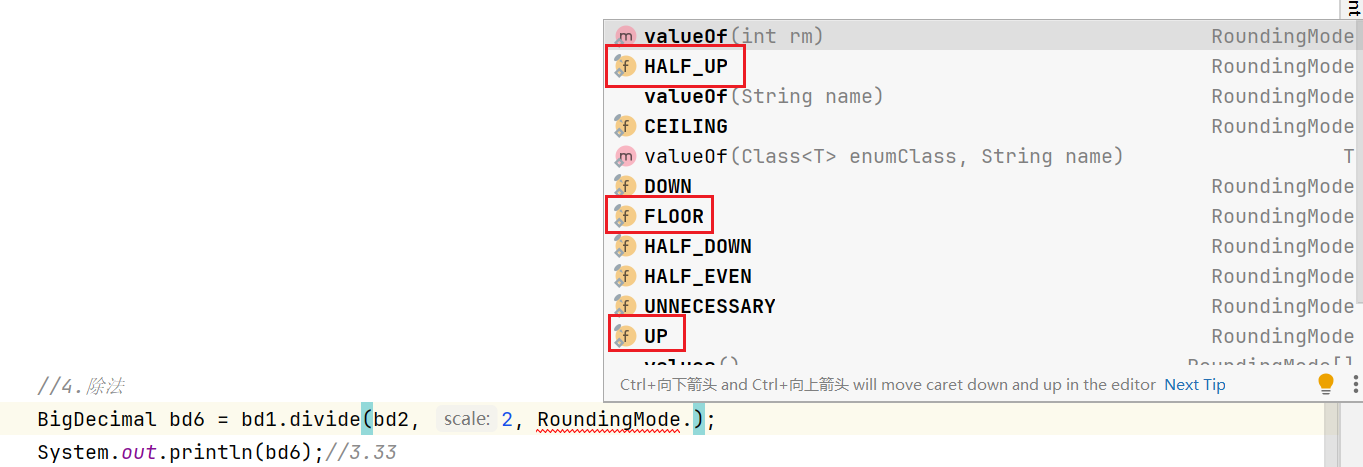 nt
valueOf(int rm) RoundingMode
HALF_UP RoundingMode
valueOf(String name) RoundingMode
CEILING RoundingMode
valueOf(Class<T> enumClass, String name) T
DOWN RoundingMode
FLOOR RoundingMode
HALF_DOWN RoundingMode
HALF_EVEN RoundingMode
UNNECESSARY RoundingMode
UP RoundingMode
values() RoundingMode[]
Ctrl+向下箭头 and Ctrl+向上箭头 will move caret down and up in the editor Next Tip
//4.除法
BigDecimal bd6 = bd1.divide(bd2, scale: 2, RoundingMode.);
System.out.println(bd6);//3.33